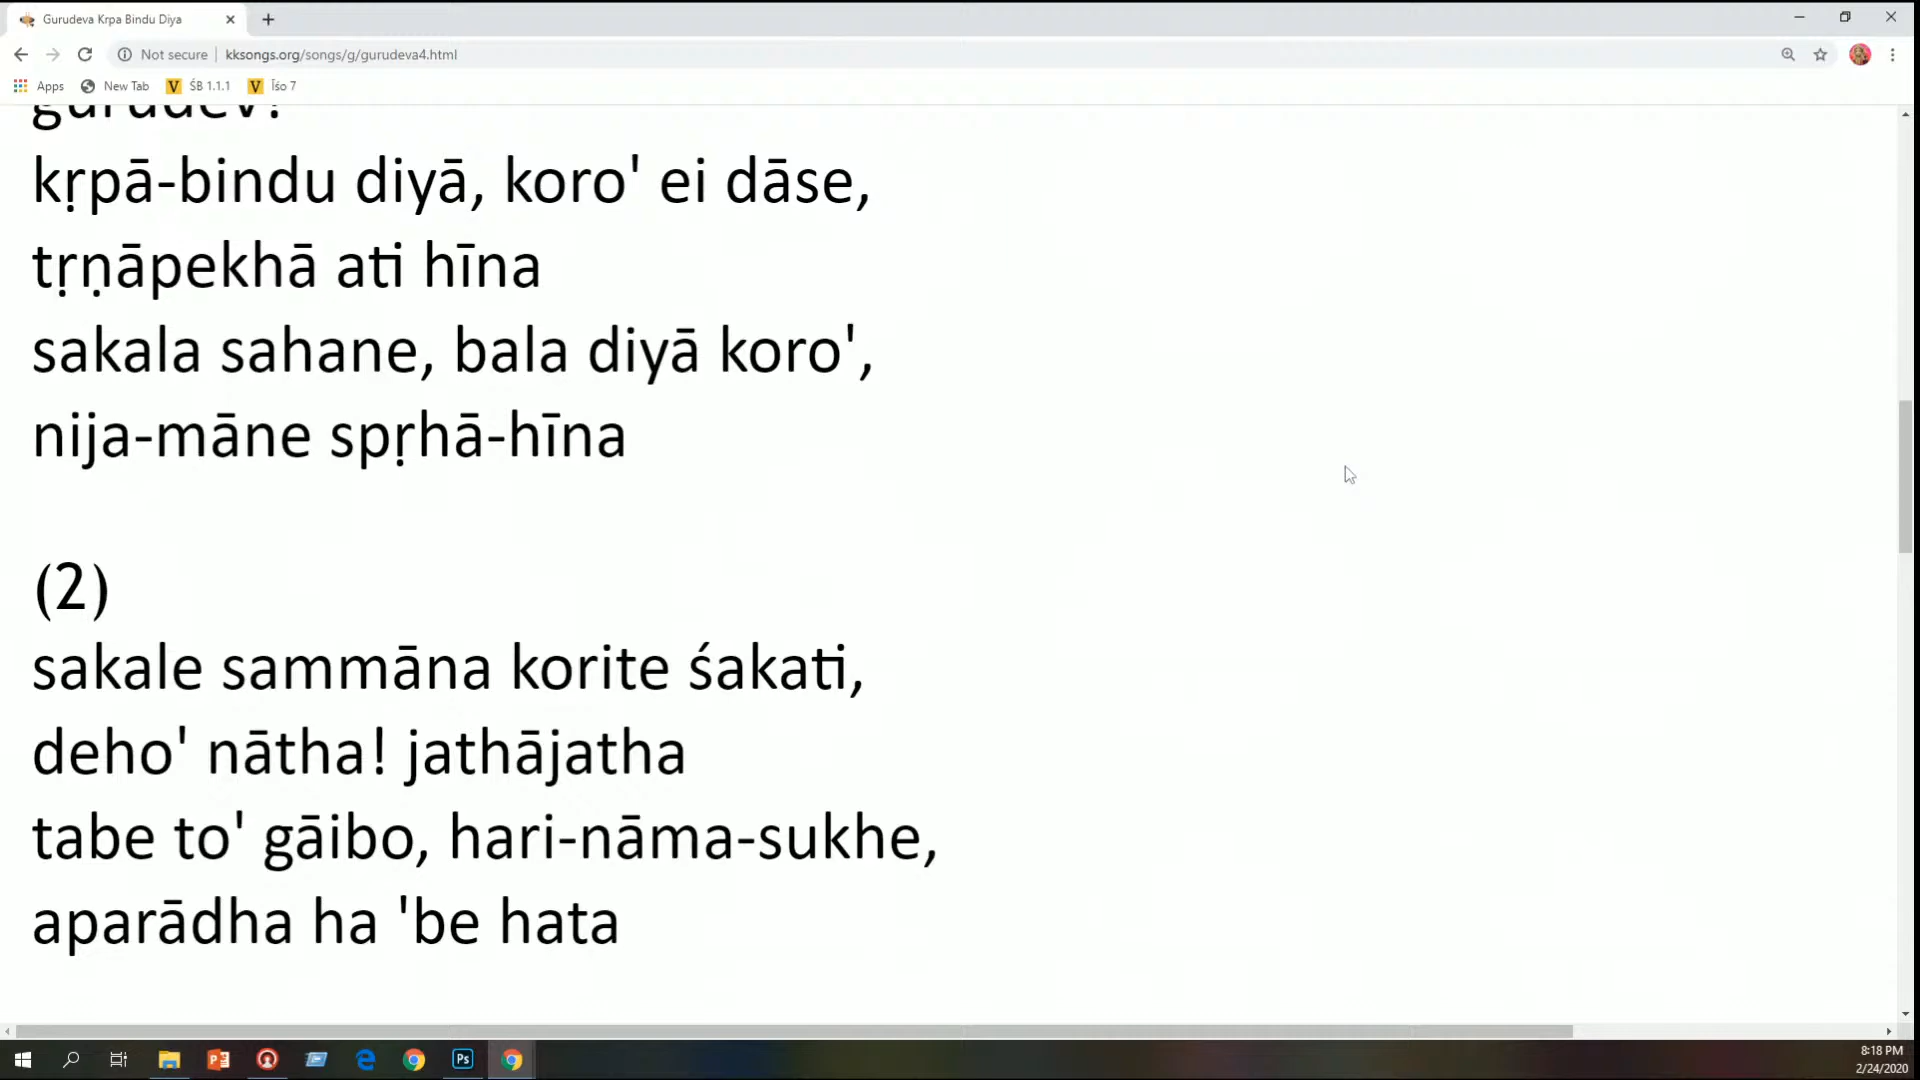 Gurudeva Krpa Bindu Diya
Not secure | kksongs.org/songs/g/gurudeva4.html
Apps New Tab ŚB 1.1.1 Īśo 7
gurudev!
kṛpā-bindu diyā, koro' ei dāse,
tṛṇāpekhā ati hīna
sakala sahane, bala diyā koro',
nija-māne spṛhā-hīna
(2)
sakale sammāna korite śakati,
deho' nātha! jathājatha
tabe to' gāibo, hari-nāma-sukhe,
aparādha ha 'be hata
8:18 PM
2/24/2020